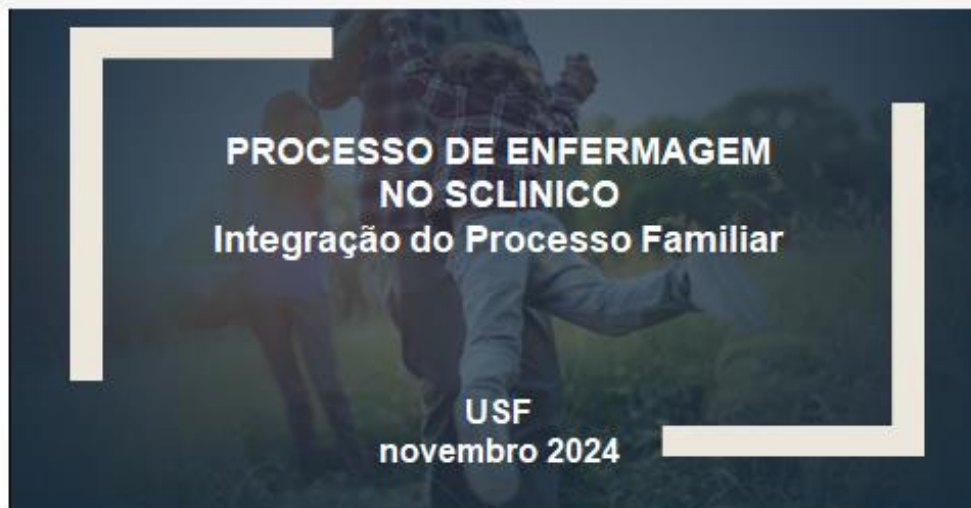 PROCESSO DE ENFERMAGEM
NO SCLINICO
Integração do Processo Familiar
USF
novembro 2024